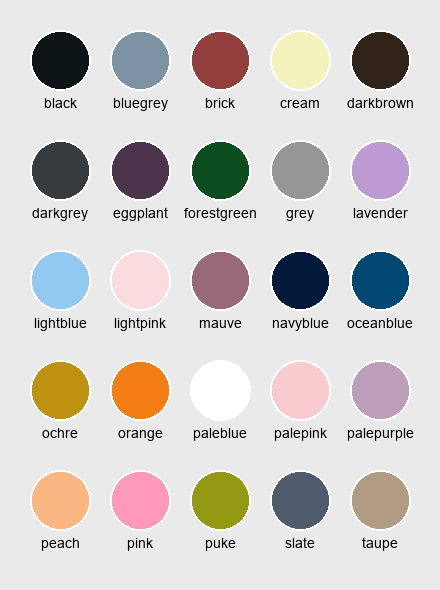 black bluegrey brick cream darkbrown
darkgrey eggplant forestgreen grey lavender
lightblue lightpink mauve navyblue oceanblue
ochre orange paleblue palepink palepurple
peach pink puke slate taupe